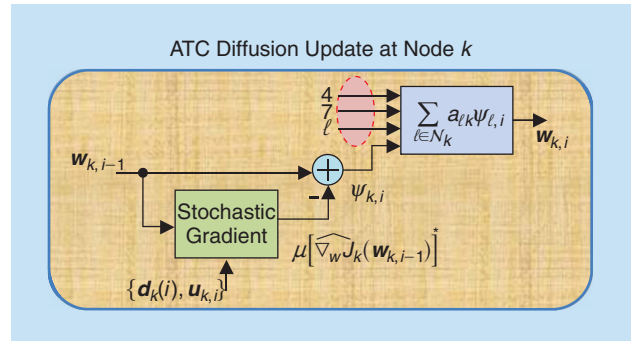 ATC Diffusion Update at Node k
4
7
ℓ
∑_{ℓ∈N_k} a_{ℓk}ψ_{ℓ,i}
w_{k,i}
w_{k,i−1}
+
ψ_{k,i}
-
Stochastic
Gradient
μ[\widehat{∇_w J_k}(w_{k,i−1})]^*
{d_k(i), u_{k,i}}